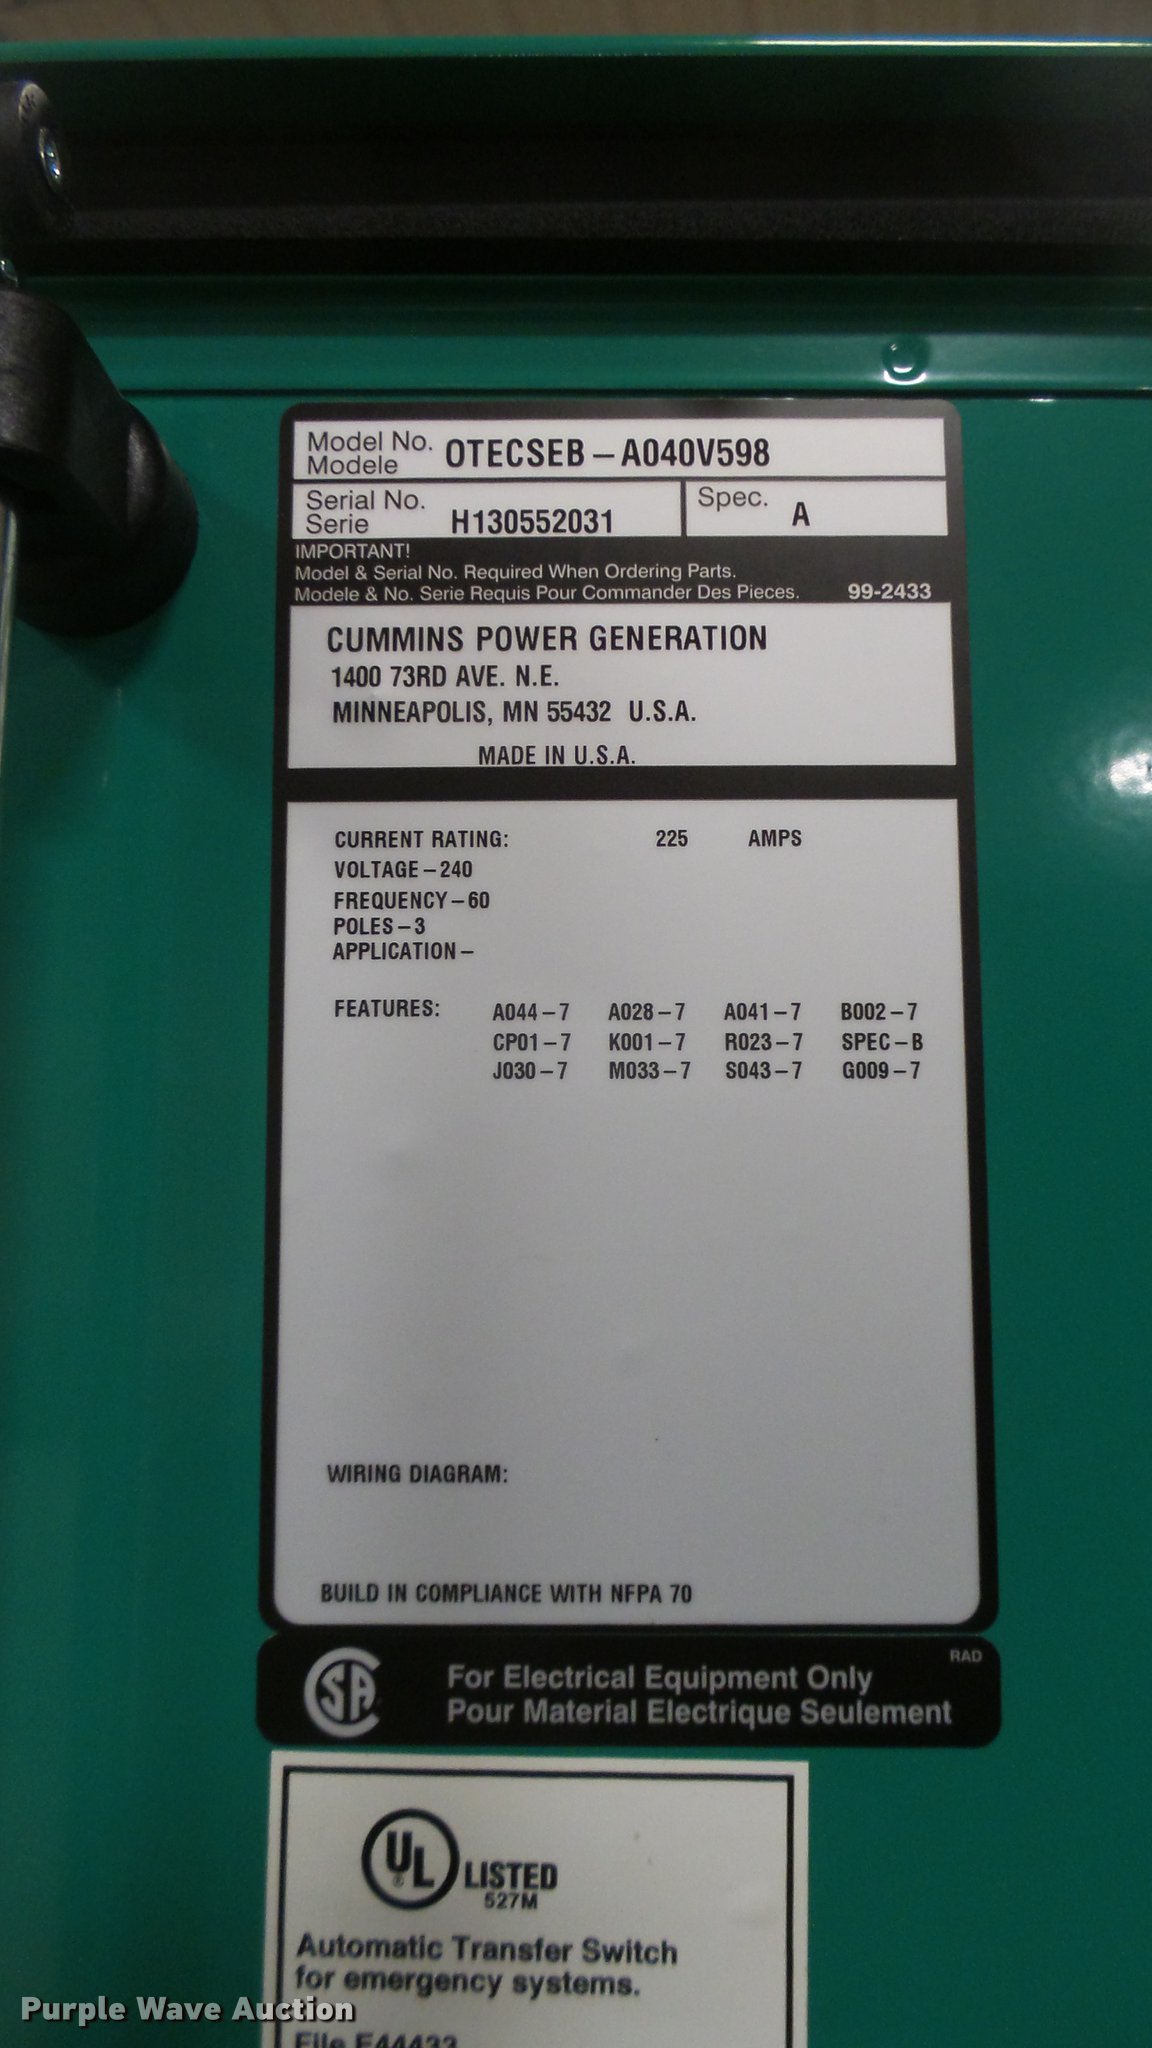 Model No. OTECSEB – A040V598
Modele
Serial No. H130552031
Serie
Spec. A
IMPORTANT!
Model & Serial No. Required When Ordering Parts.
Modele & No. Serie Requis Pour Commander Des Pieces. 99-2433
CUMMINS POWER GENERATION
1400 73RD AVE. N.E.
MINNEAPOLIS, MN 55432 U.S.A.
MADE IN U.S.A.
CURRENT RATING: 225 AMPS
VOLTAGE – 240
FREQUENCY – 60
POLES – 3
APPLICATION –
FEATURES: A044 – 7 A028 – 7 A041 – 7 B002 – 7
CP01 – 7 K001 – 7 R023 – 7 SPEC – B
J030 – 7 M033 – 7 S043 – 7 G009 – 7
WIRING DIAGRAM:
BUILD IN COMPLIANCE WITH NFPA 70
RAD
SA
For Electrical Equipment Only
Pour Material Electrique Seulement
UL ® LISTED
527M
Automatic Transfer Switch
for emergency systems.
File E44433
Purple Wave Auction